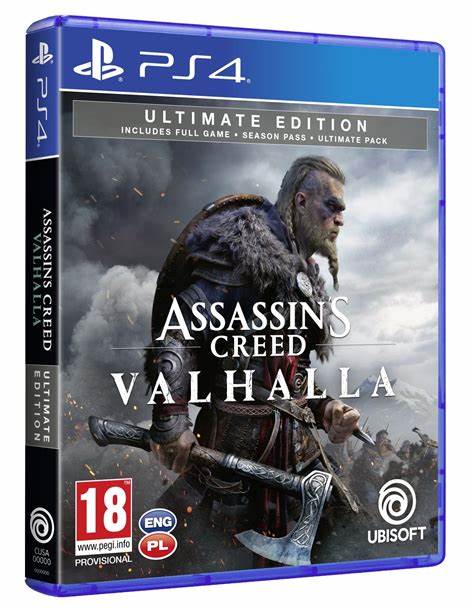 PS4
ULTIMATE EDITION
INCLUDES FULL GAME • SEASON PASS • ULTIMATE PACK
ASSASSIN'S
CREED
VALHALLA
18
www.pegi.info
PROVISIONAL
ENG
PL
UBISOFT
PS4
ASSASSIN'S CREED
VALHALLA
ULTIMATE
EDITION
CUSA
00000